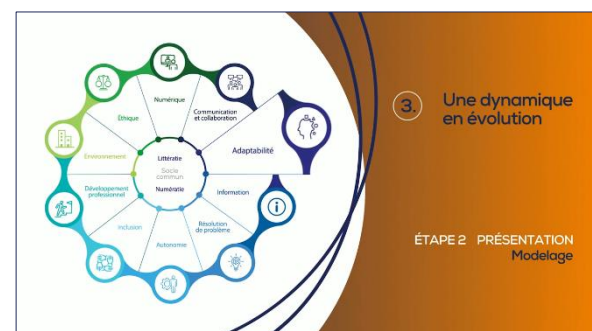 Numérique
Communication
et collaboration
Adaptabilité
Information
Résolution
de problème
Autonomie
Inclusion
Développement
professionnel
Environnement
Éthique
Littératie
Socle
commun
Numératie
3.
Une dynamique
en évolution
ÉTAPE 2 PRÉSENTATION
Modelage